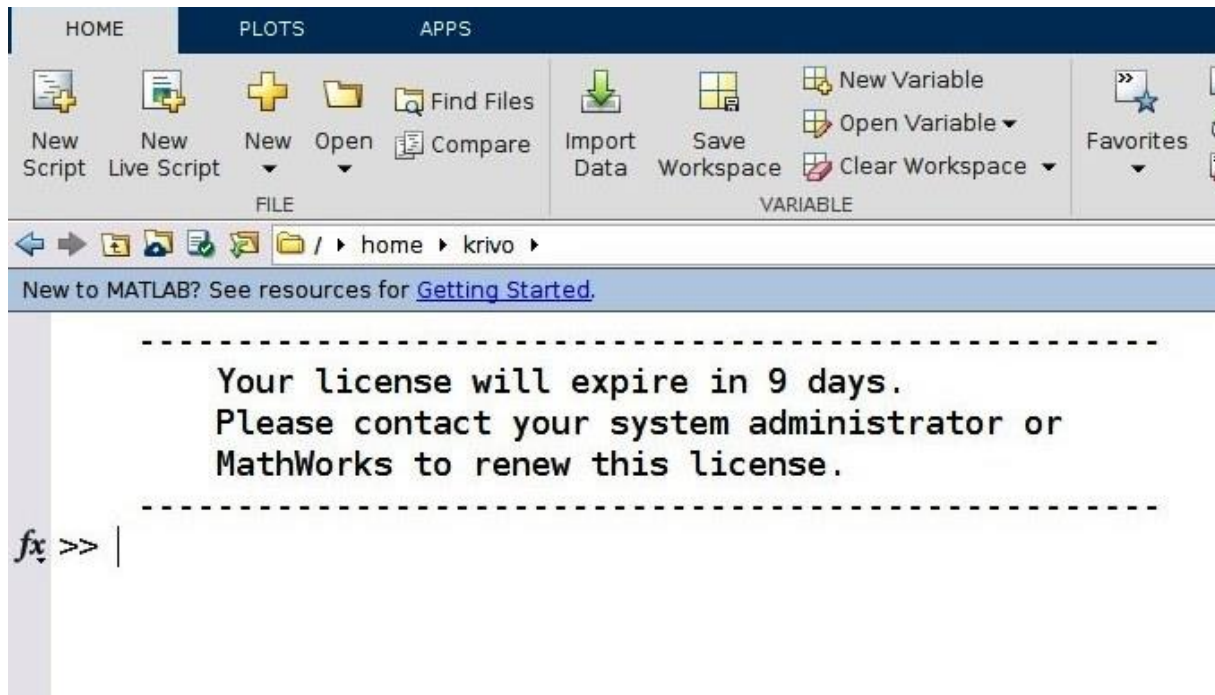 HOME PLOTS APPS
New Script
New Live Script
New
Open
Find Files
Compare
Import Data
Save Workspace
New Variable
Open Variable
Clear Workspace
Favorites
FILE VARIABLE
/ home krivo
New to MATLAB? See resources for Getting Started.
-----------------------------------------------------
Your license will expire in 9 days.
Please contact your system administrator or
MathWorks to renew this license.
-----------------------------------------------------
fx >>